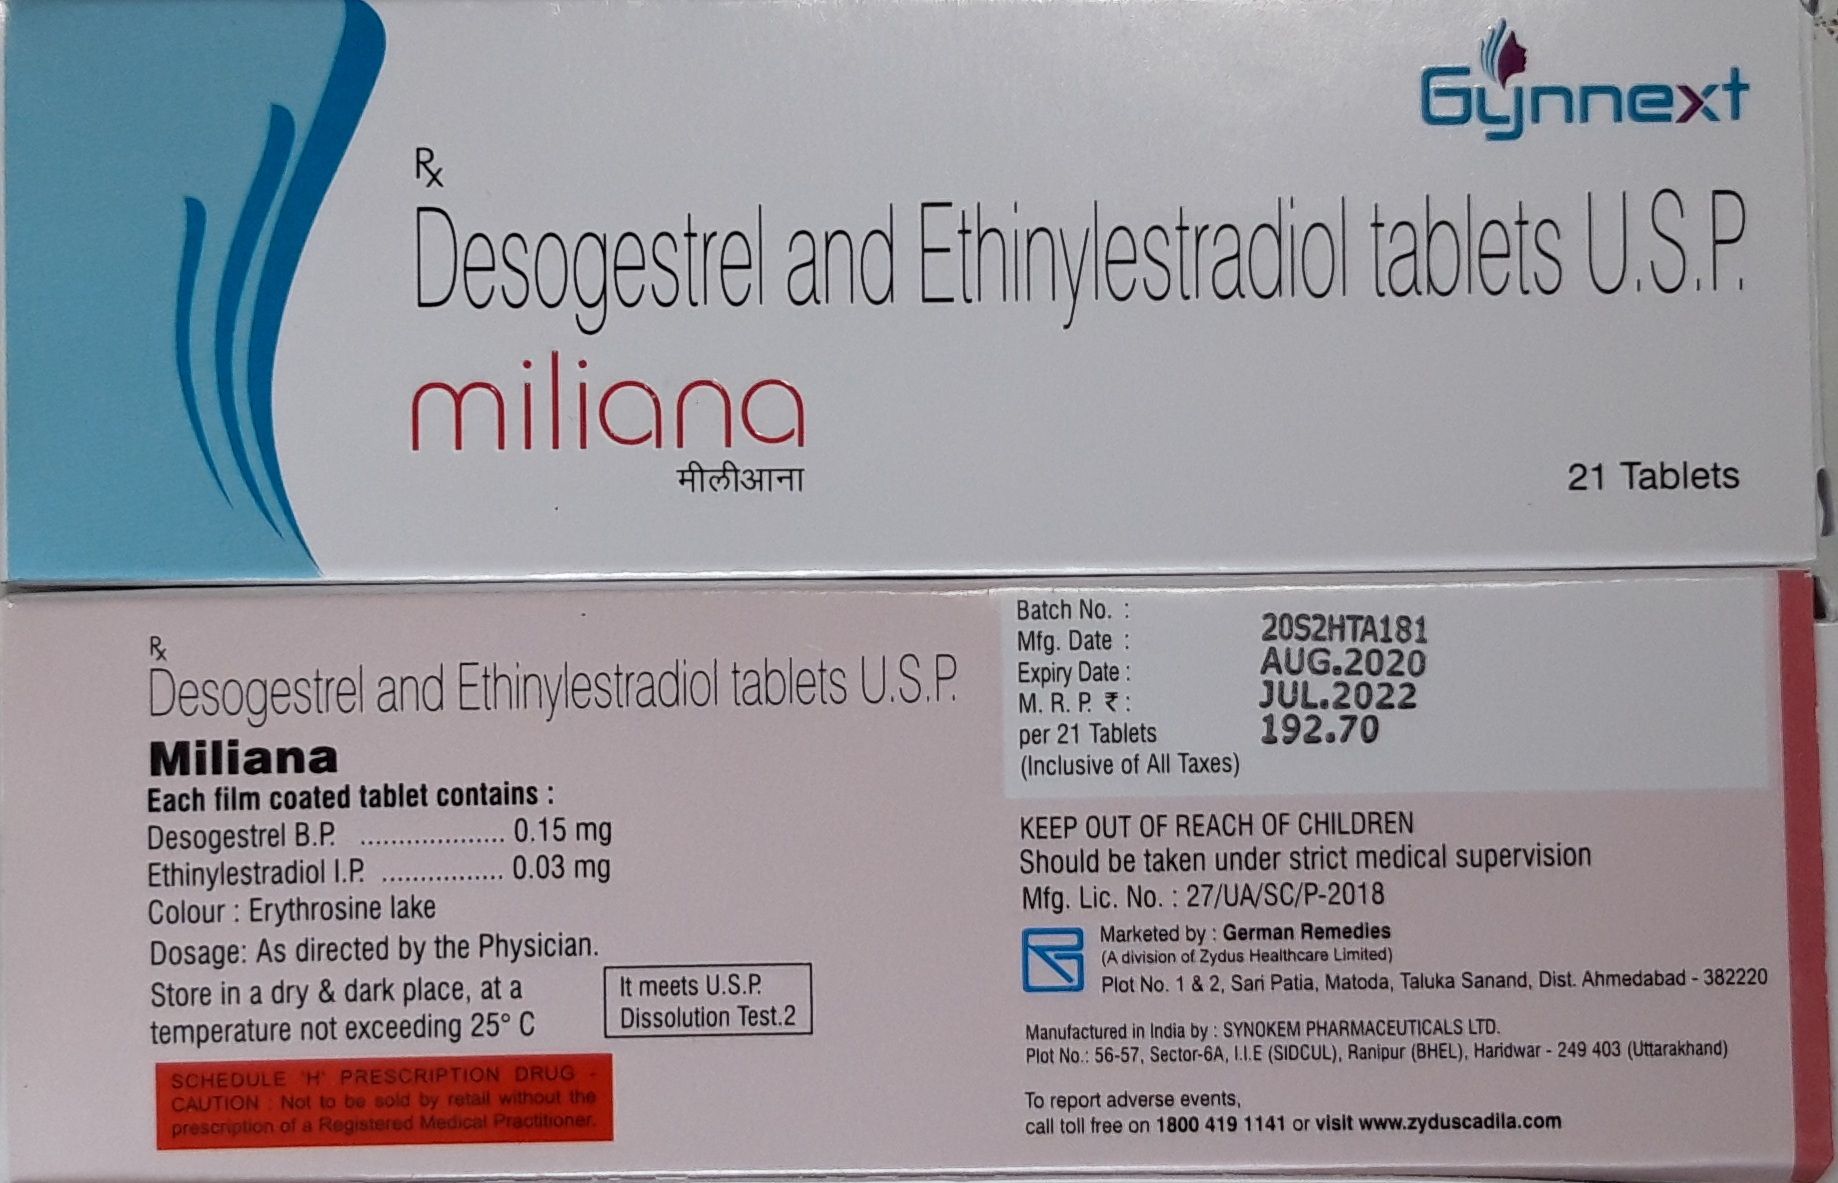 Gynnext
Rx
Desogestrel and Ethinylestradiol tablets U.S.P.
miliana
मीलीआना
21 Tablets
Rx
Desogestrel and Ethinylestradiol tablets U.S.P.
Miliana
Each film coated tablet contains :
Desogestrel B.P. ................... 0.15 mg
Ethinylestradiol I.P. ................ 0.03 mg
Colour : Erythrosine lake
Dosage: As directed by the Physician.
Store in a dry & dark place, at a
temperature not exceeding 25° C
It meets U.S.P.
Dissolution Test.2
SCHEDULE 'H' PRESCRIPTION DRUG -
CAUTION : Not to be sold by retail without the
prescription of a Registered Medical Practitioner.
Batch No. : 20S2HTA181
Mfg. Date : AUG.2020
Expiry Date : JUL.2022
M. R. P. ₹ : 192.70
per 21 Tablets
(Inclusive of All Taxes)
KEEP OUT OF REACH OF CHILDREN
Should be taken under strict medical supervision
Mfg. Lic. No. : 27/UA/SC/P-2018
Marketed by : German Remedies
(A division of Zydus Healthcare Limited)
Plot No. 1 & 2, Sari Patia, Matoda, Taluka Sanand, Dist. Ahmedabad - 382220
Manufactured in India by : SYNOKEM PHARMACEUTICALS LTD.
Plot No.: 56-57, Sector-6A, I.I.E (SIDCUL), Ranipur (BHEL), Haridwar - 249 403 (Uttarakhand)
To report adverse events,
call toll free on 1800 419 1141 or visit www.zyduscadila.com